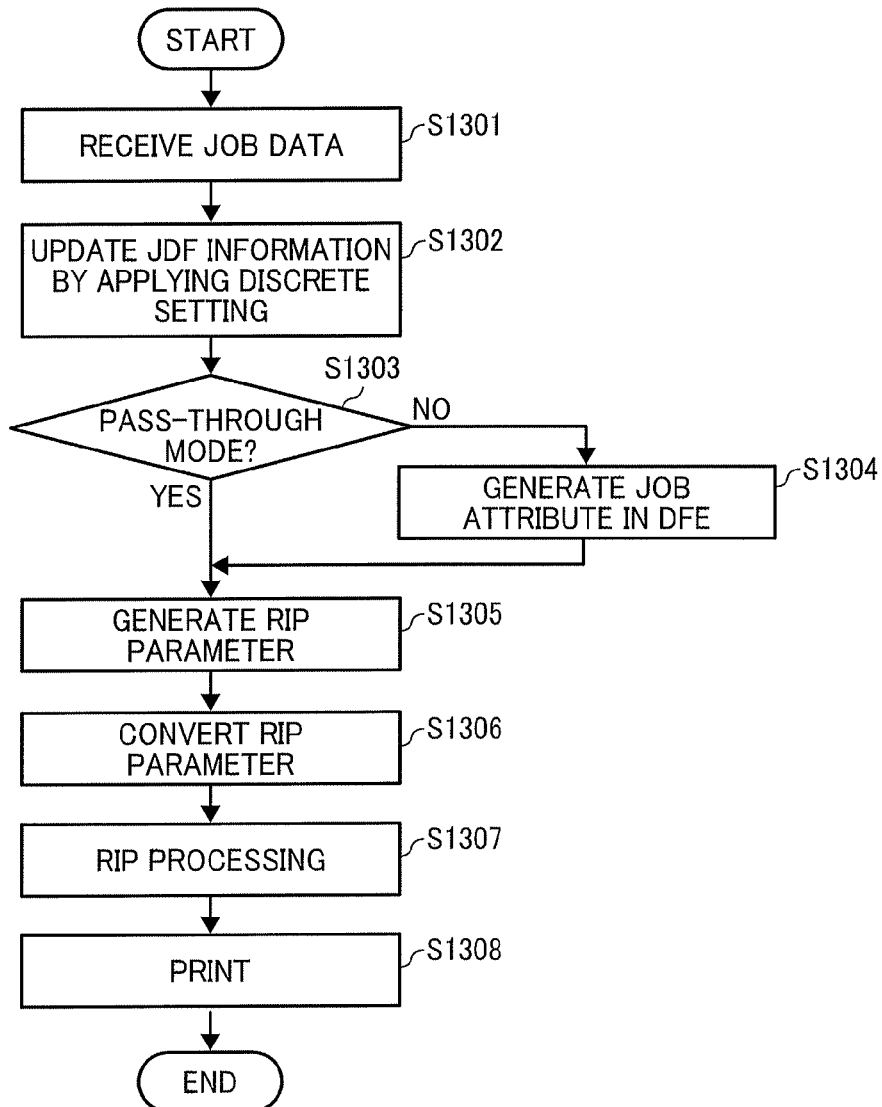 START
RECEIVE JOB DATA
S1301
UPDATE JDF INFORMATION
BY APPLYING DISCRETE
SETTING
S1302
S1303
PASS-THROUGH
MODE?
NO
YES
GENERATE JOB
ATTRIBUTE IN DFE
S1304
GENERATE RIP
PARAMETER
S1305
CONVERT RIP
PARAMETER
S1306
RIP PROCESSING
S1307
PRINT
S1308
END